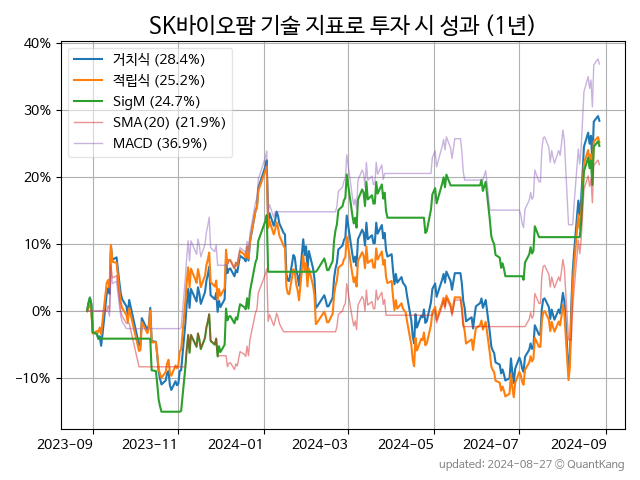 SK바이오팜 기술 지표로 투자 시 성과 (1년)
40%
30%
20%
10%
0%
−10%
거치식 (28.4%)
적립식 (25.2%)
SigM (24.7%)
SMA(20) (21.9%)
MACD (36.9%)
2023-09
2023-11
2024-01
2024-03
2024-05
2024-07
2024-09
updated: 2024-08-27 © QuantKang